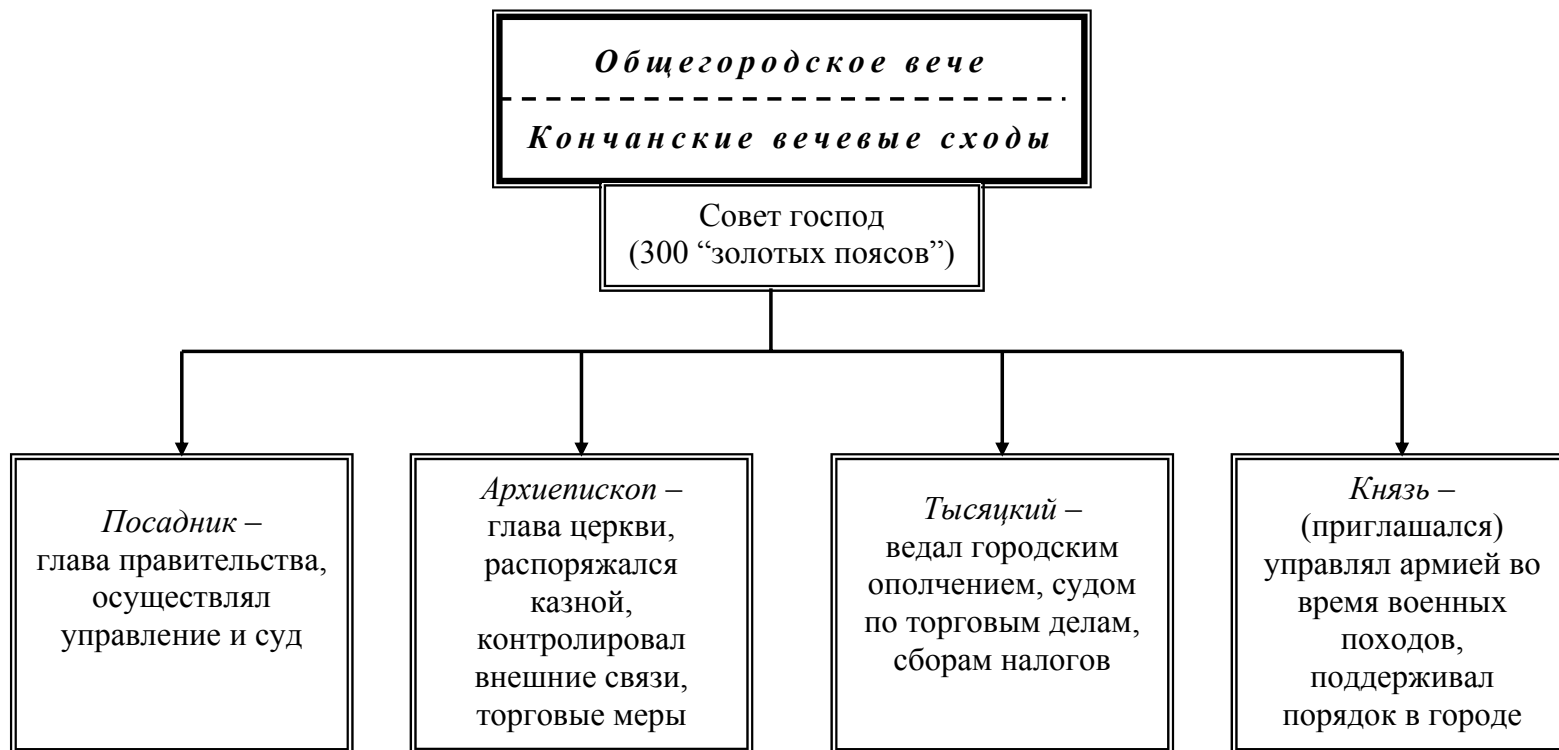 Общегородское вече
Кончанские вечевые сходы
Совет господ
(300 “золотых поясов”)
Посадник –
глава правительства,
осуществлял
управление и суд
Архиепископ –
глава церкви,
распоряжался
казной,
контролировал
внешние связи,
торговые меры
Тысяцкий –
ведал городским
ополчением, судом
по торговым делам,
сборам налогов
Князь –
(приглашался)
управлял армией во
время военных
походов,
поддерживал
порядок в городе